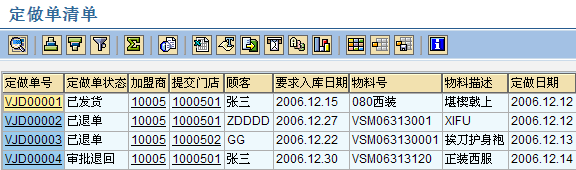 定做单清单
定做单号 定做单状态 加盟商 提交门店 顾客 要求入库日期 物料号 物料描述 定做日期
VJD00001 已发货 10005 1000501 张三 2006.12.15 080西装 堪楔戟上 2006.12.12
VJD00002 已退单 10005 1000501 ZDDDD 2006.12.27 VSM06313001 XIFU 2006.12.12
VJD00003 已退单 10005 1000502 GG 2006.12.22 VSM063130001 挨刀护身袍 2006.12.13
VJD00004 审批退回 10005 1000501 张三 2006.12.30 VSM06313120 正装西服 2006.12.14